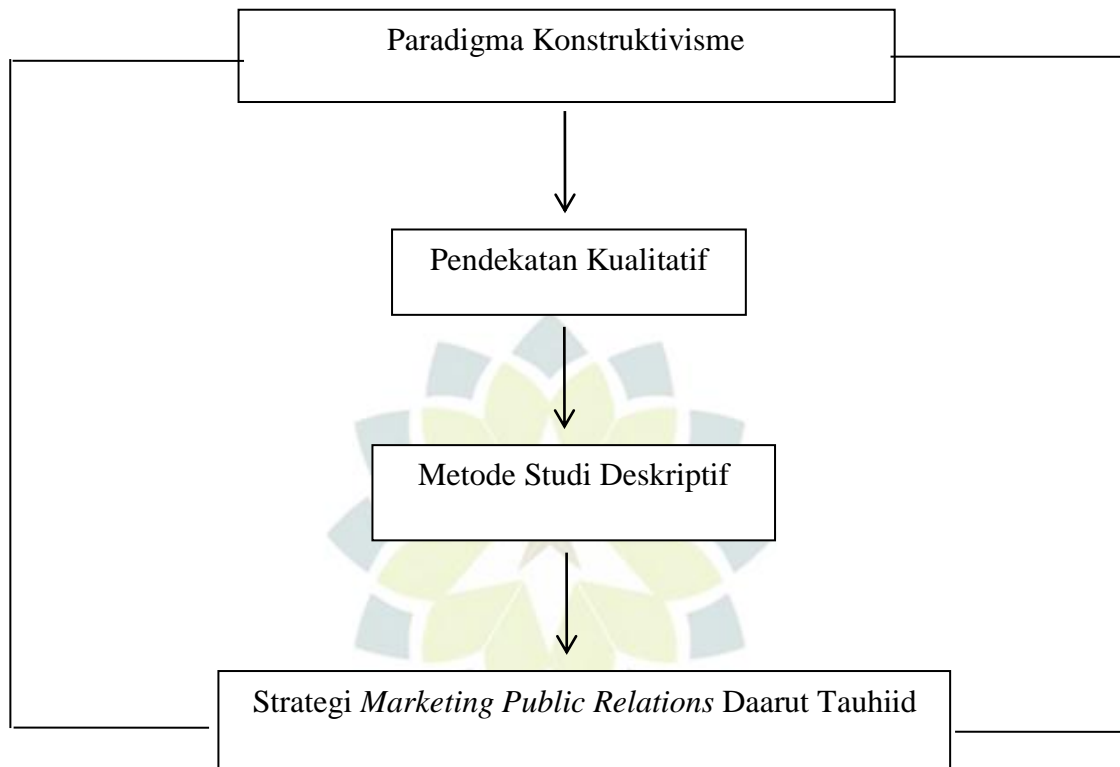 Paradigma Konstruktivisme
Pendekatan Kualitatif
Metode Studi Deskriptif
Strategi Marketing Public Relations Daarut Tauhiid